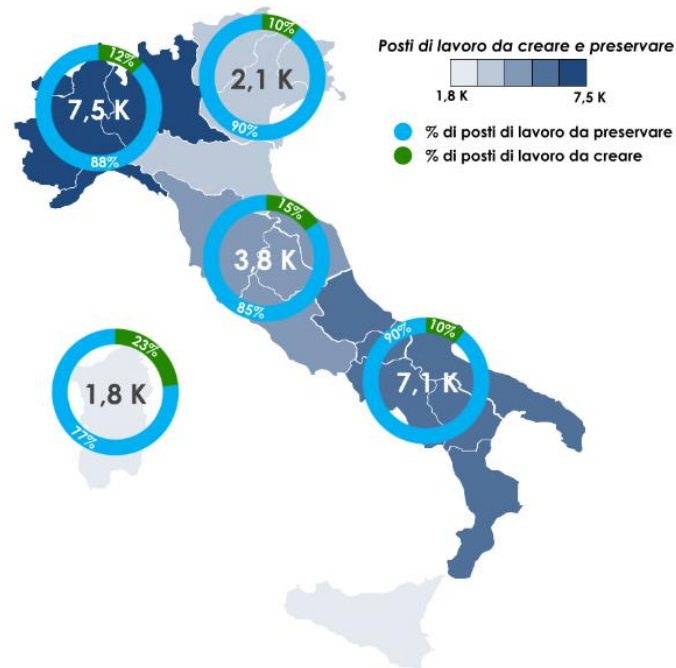 10%
12%
2,1 K
Posti di lavoro da creare e preservare
7,5 K
1,8 K
7,5 K
90%
% di posti di lavoro da preservare
88%
% di posti di lavoro da creare
15%
3,8 K
85%
90%
10%
23%
7,1 K
1,8 K
77%